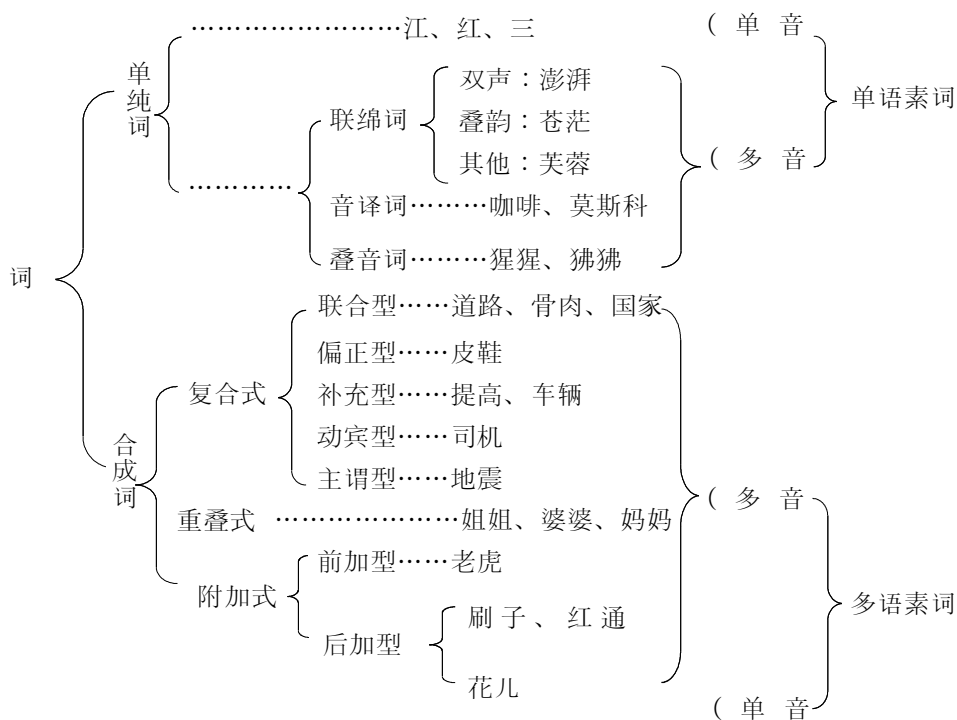 ……………………江、红、三
（ 单 音
单纯词
双声：澎湃
联绵词
叠韵：苍茫
单语素词
其他：芙蓉
（ 多 音
…………
音译词………咖啡、莫斯科
叠音词………猩猩、狒狒
词
联合型……道路、骨肉、国家
偏正型……皮鞋
复合式
补充型……提高、车辆
动宾型……司机
合成词
主谓型……地震
（ 多 音
重叠式 …………………姐姐、婆婆、妈妈
前加型……老虎
附加式
多语素词
刷 子 、 红 通
后加型
花儿
（ 单 音